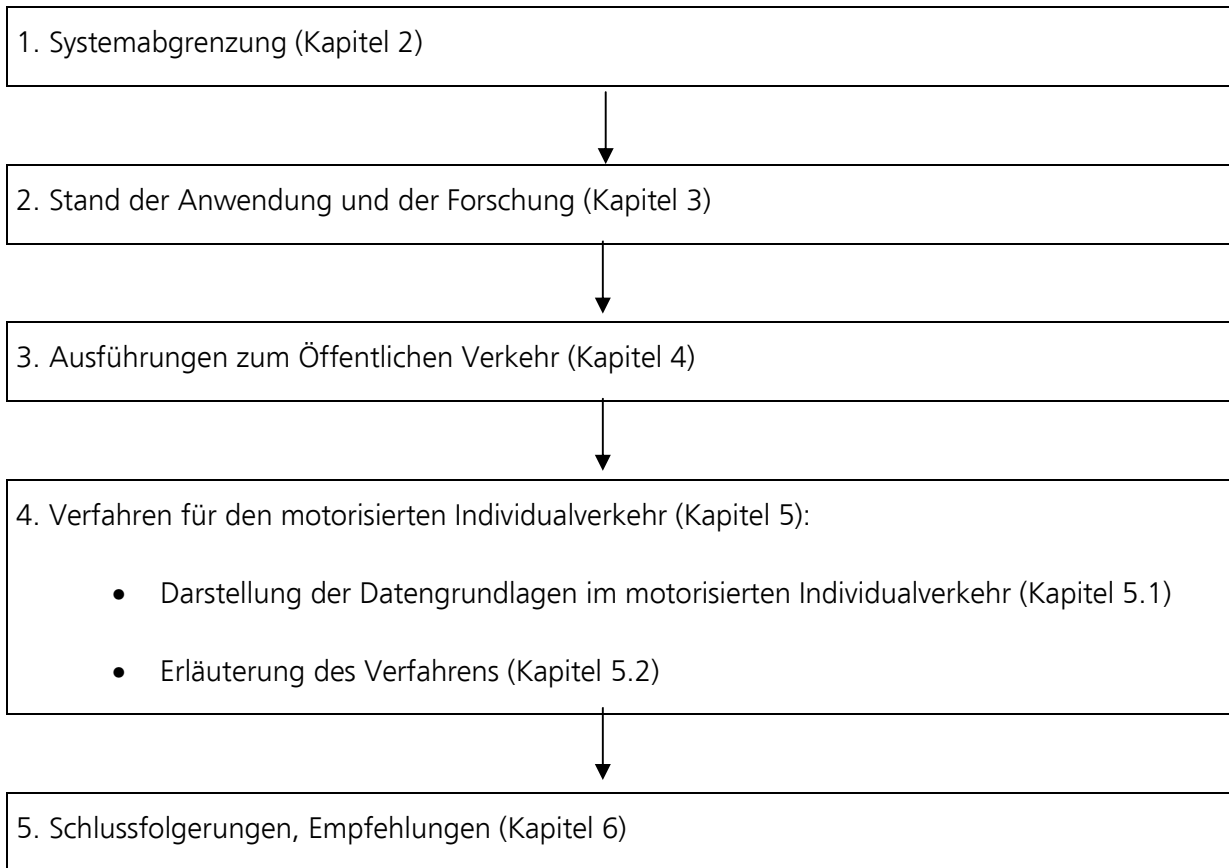 1. Systemabgrenzung (Kapitel 2)
2. Stand der Anwendung und der Forschung (Kapitel 3)
3. Ausführungen zum Öffentlichen Verkehr (Kapitel 4)
4. Verfahren für den motorisierten Individualverkehr (Kapitel 5):
• Darstellung der Datengrundlagen im motorisierten Individualverkehr (Kapitel 5.1)
• Erläuterung des Verfahrens (Kapitel 5.2)
5. Schlussfolgerungen, Empfehlungen (Kapitel 6)